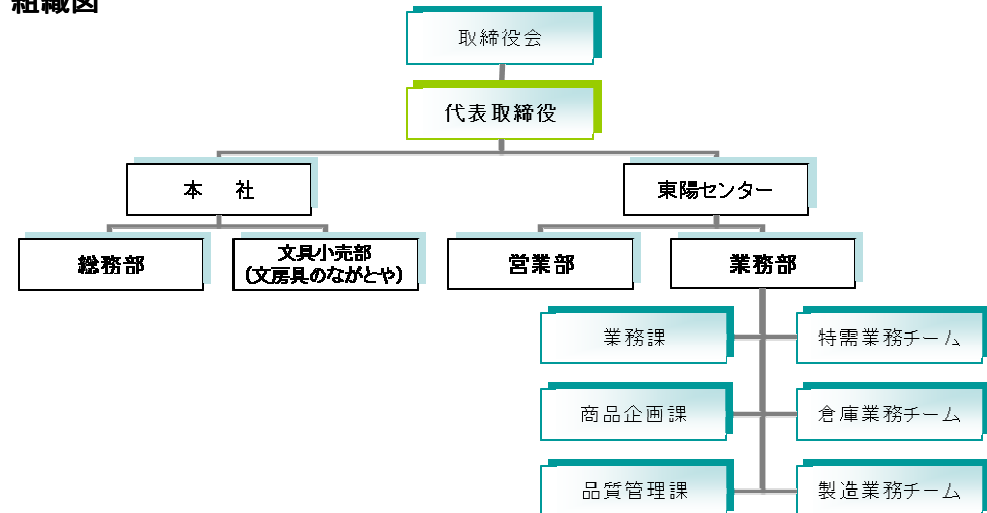 組織図
取締役会
代表取締役
本　社
東陽センター
総務部
文具小売部
（文房具のながとや）
営業部
業務部
業務課
特需業務チーム
商品企画課
倉庫業務チーム
品質管理課
製造業務チーム